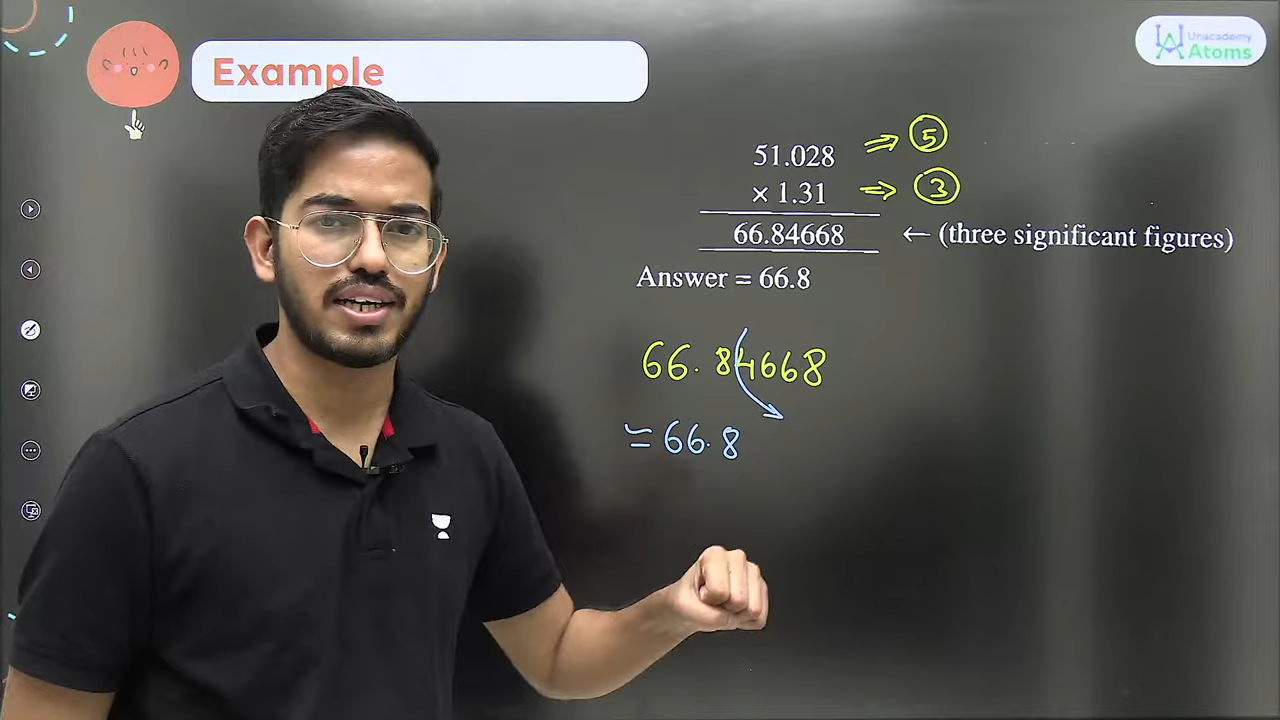 Example
Unacademy
Atoms
51.028 ⇒ 5
× 1.31 ⇒ 3
66.84668 ← (three significant figures)
Answer = 66.8
66.84668
≃ 66.8